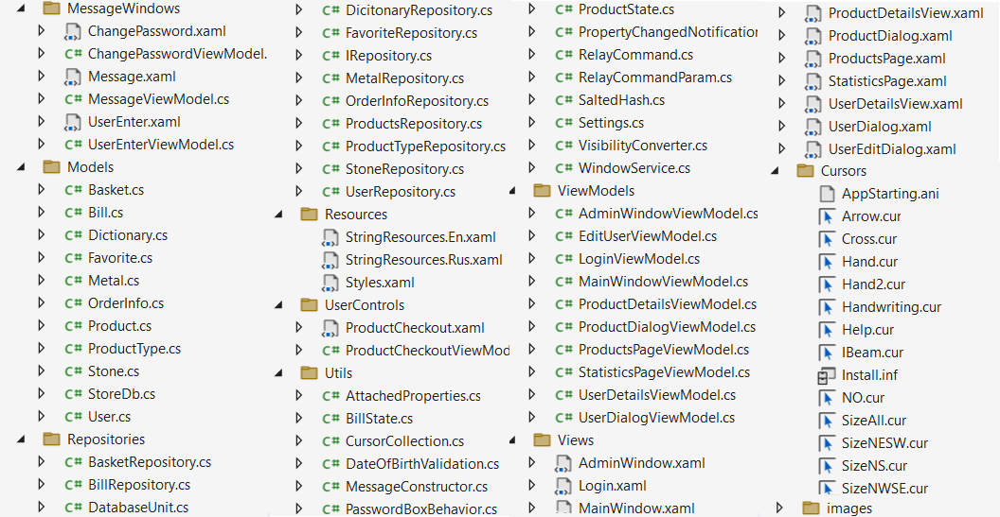 MessageWindows
ChangePassword.xaml
C# ChangePasswordViewModel.
Message.xaml
C# MessageViewModel.cs
UserEnter.xaml
C# UserEnterViewModel.cs
Models
C# Basket.cs
C# Bill.cs
C# Dictionary.cs
C# Favorite.cs
C# Metal.cs
C# OrderInfo.cs
C# Product.cs
C# ProductType.cs
C# Stone.cs
C# StoreDb.cs
C# User.cs
Repositories
C# BasketRepository.cs
C# BillRepository.cs
C# DatabaseUnit.cs
C# DicitonaryRepository.cs
C# FavoriteRepository.cs
C# IRepository.cs
C# MetalRepository.cs
C# OrderInfoRepository.cs
C# ProductsRepository.cs
C# ProductTypeRepository.cs
C# StoneRepository.cs
C# UserRepository.cs
Resources
StringResources.En.xaml
StringResources.Rus.xaml
Styles.xaml
UserControls
ProductCheckout.xaml
C# ProductCheckoutViewMod
Utils
C# AttachedProperties.cs
C# BillState.cs
C# CursorCollection.cs
C# DateOfBirthValidation.cs
C# MessageConstructor.cs
C# PasswordBoxBehavior.cs
C# ProductState.cs
C# PropertyChangedNotification
C# RelayCommand.cs
C# RelayCommandParam.cs
C# SaltedHash.cs
C# Settings.cs
C# VisibilityConverter.cs
C# WindowService.cs
ViewModels
C# AdminWindowViewModel.cs
C# EditUserViewModel.cs
C# LoginViewModel.cs
C# MainWindowViewModel.cs
C# ProductDetailsViewModel.cs
C# ProductDialogViewModel.cs
C# ProductsPageViewModel.cs
C# StatisticsPageViewModel.cs
C# UserDetailsViewModel.cs
C# UserDialogViewModel.cs
Views
AdminWindow.xaml
Login.xaml
MainWindow.xaml
ProductDetailsView.xaml
ProductDialog.xaml
ProductsPage.xaml
StatisticsPage.xaml
UserDetailsView.xaml
UserDialog.xaml
UserEditDialog.xaml
Cursors
AppStarting.ani
Arrow.cur
Cross.cur
Hand.cur
Hand2.cur
Handwriting.cur
Help.cur
IBeam.cur
Install.inf
NO.cur
SizeAll.cur
SizeNESW.cur
SizeNS.cur
SizeNWSE.cur
images